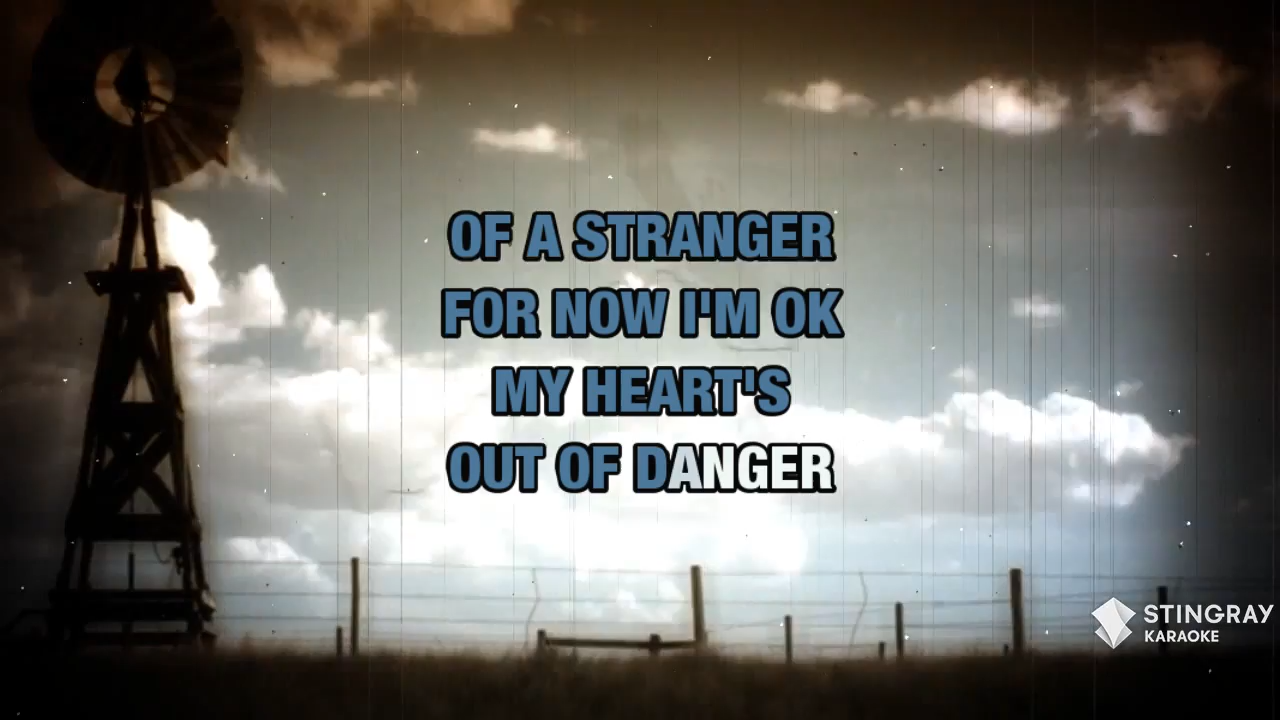 OF A STRANGER
FOR NOW I'M OK
MY HEART'S
OUT OF DANGER
STINGRAY
KARAOKE